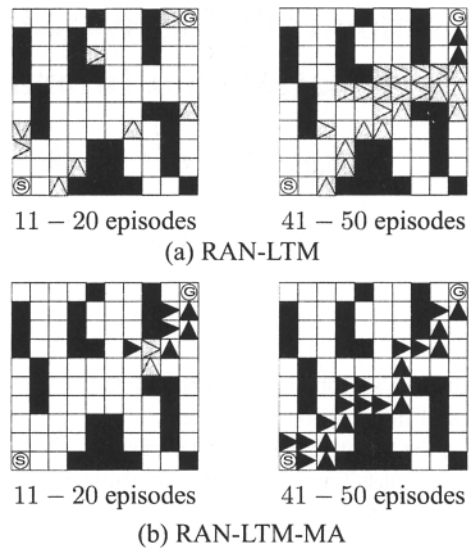 G G
S S
11 – 20 episodes 41 – 50 episodes
(a) RAN-LTM
G G
S S
11 – 20 episodes 41 – 50 episodes
(b) RAN-LTM-MA